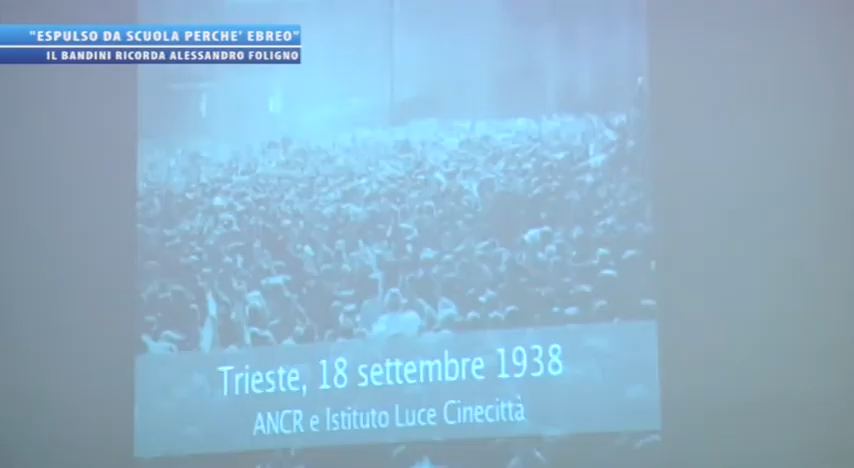 "ESPULSO DA SCUOLA PERCHE' EBREO"
IL BANDINI RICORDA ALESSANDRO FOLIGNO
Trieste, 18 settembre 1938
ANCR e Istituto Luce Cinecittà